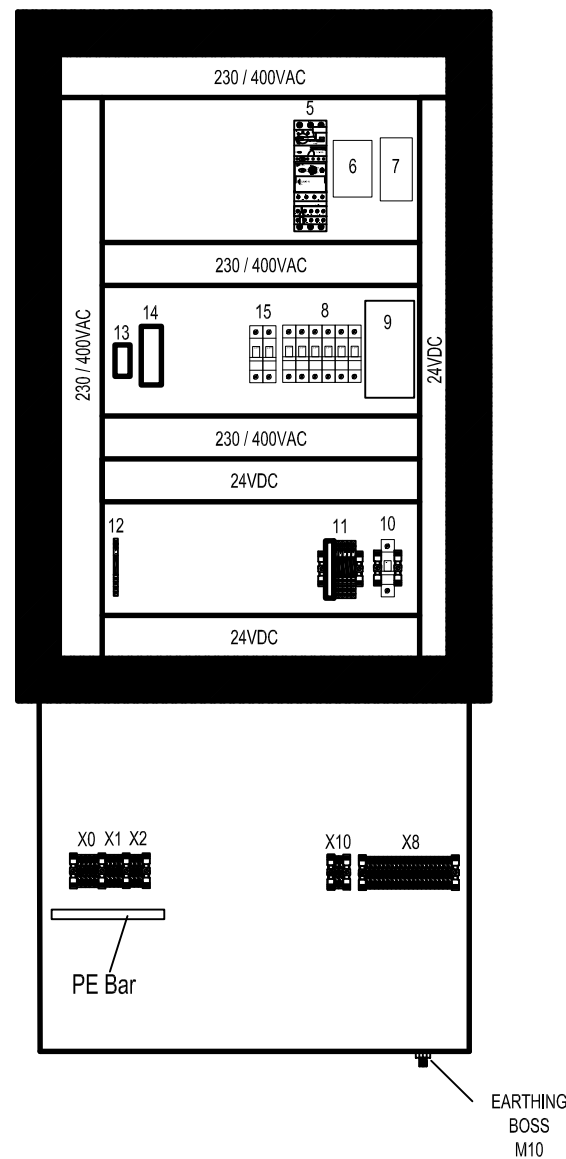 230 / 400VAC
5
6
7
230 / 400VAC
230 / 400VAC
13
14
15
8
9
24VDC
230 / 400VAC
24VDC
12
11
10
24VDC
X0 X1 X2
X10
X8
PE Bar
EARTHING
BOSS
M10